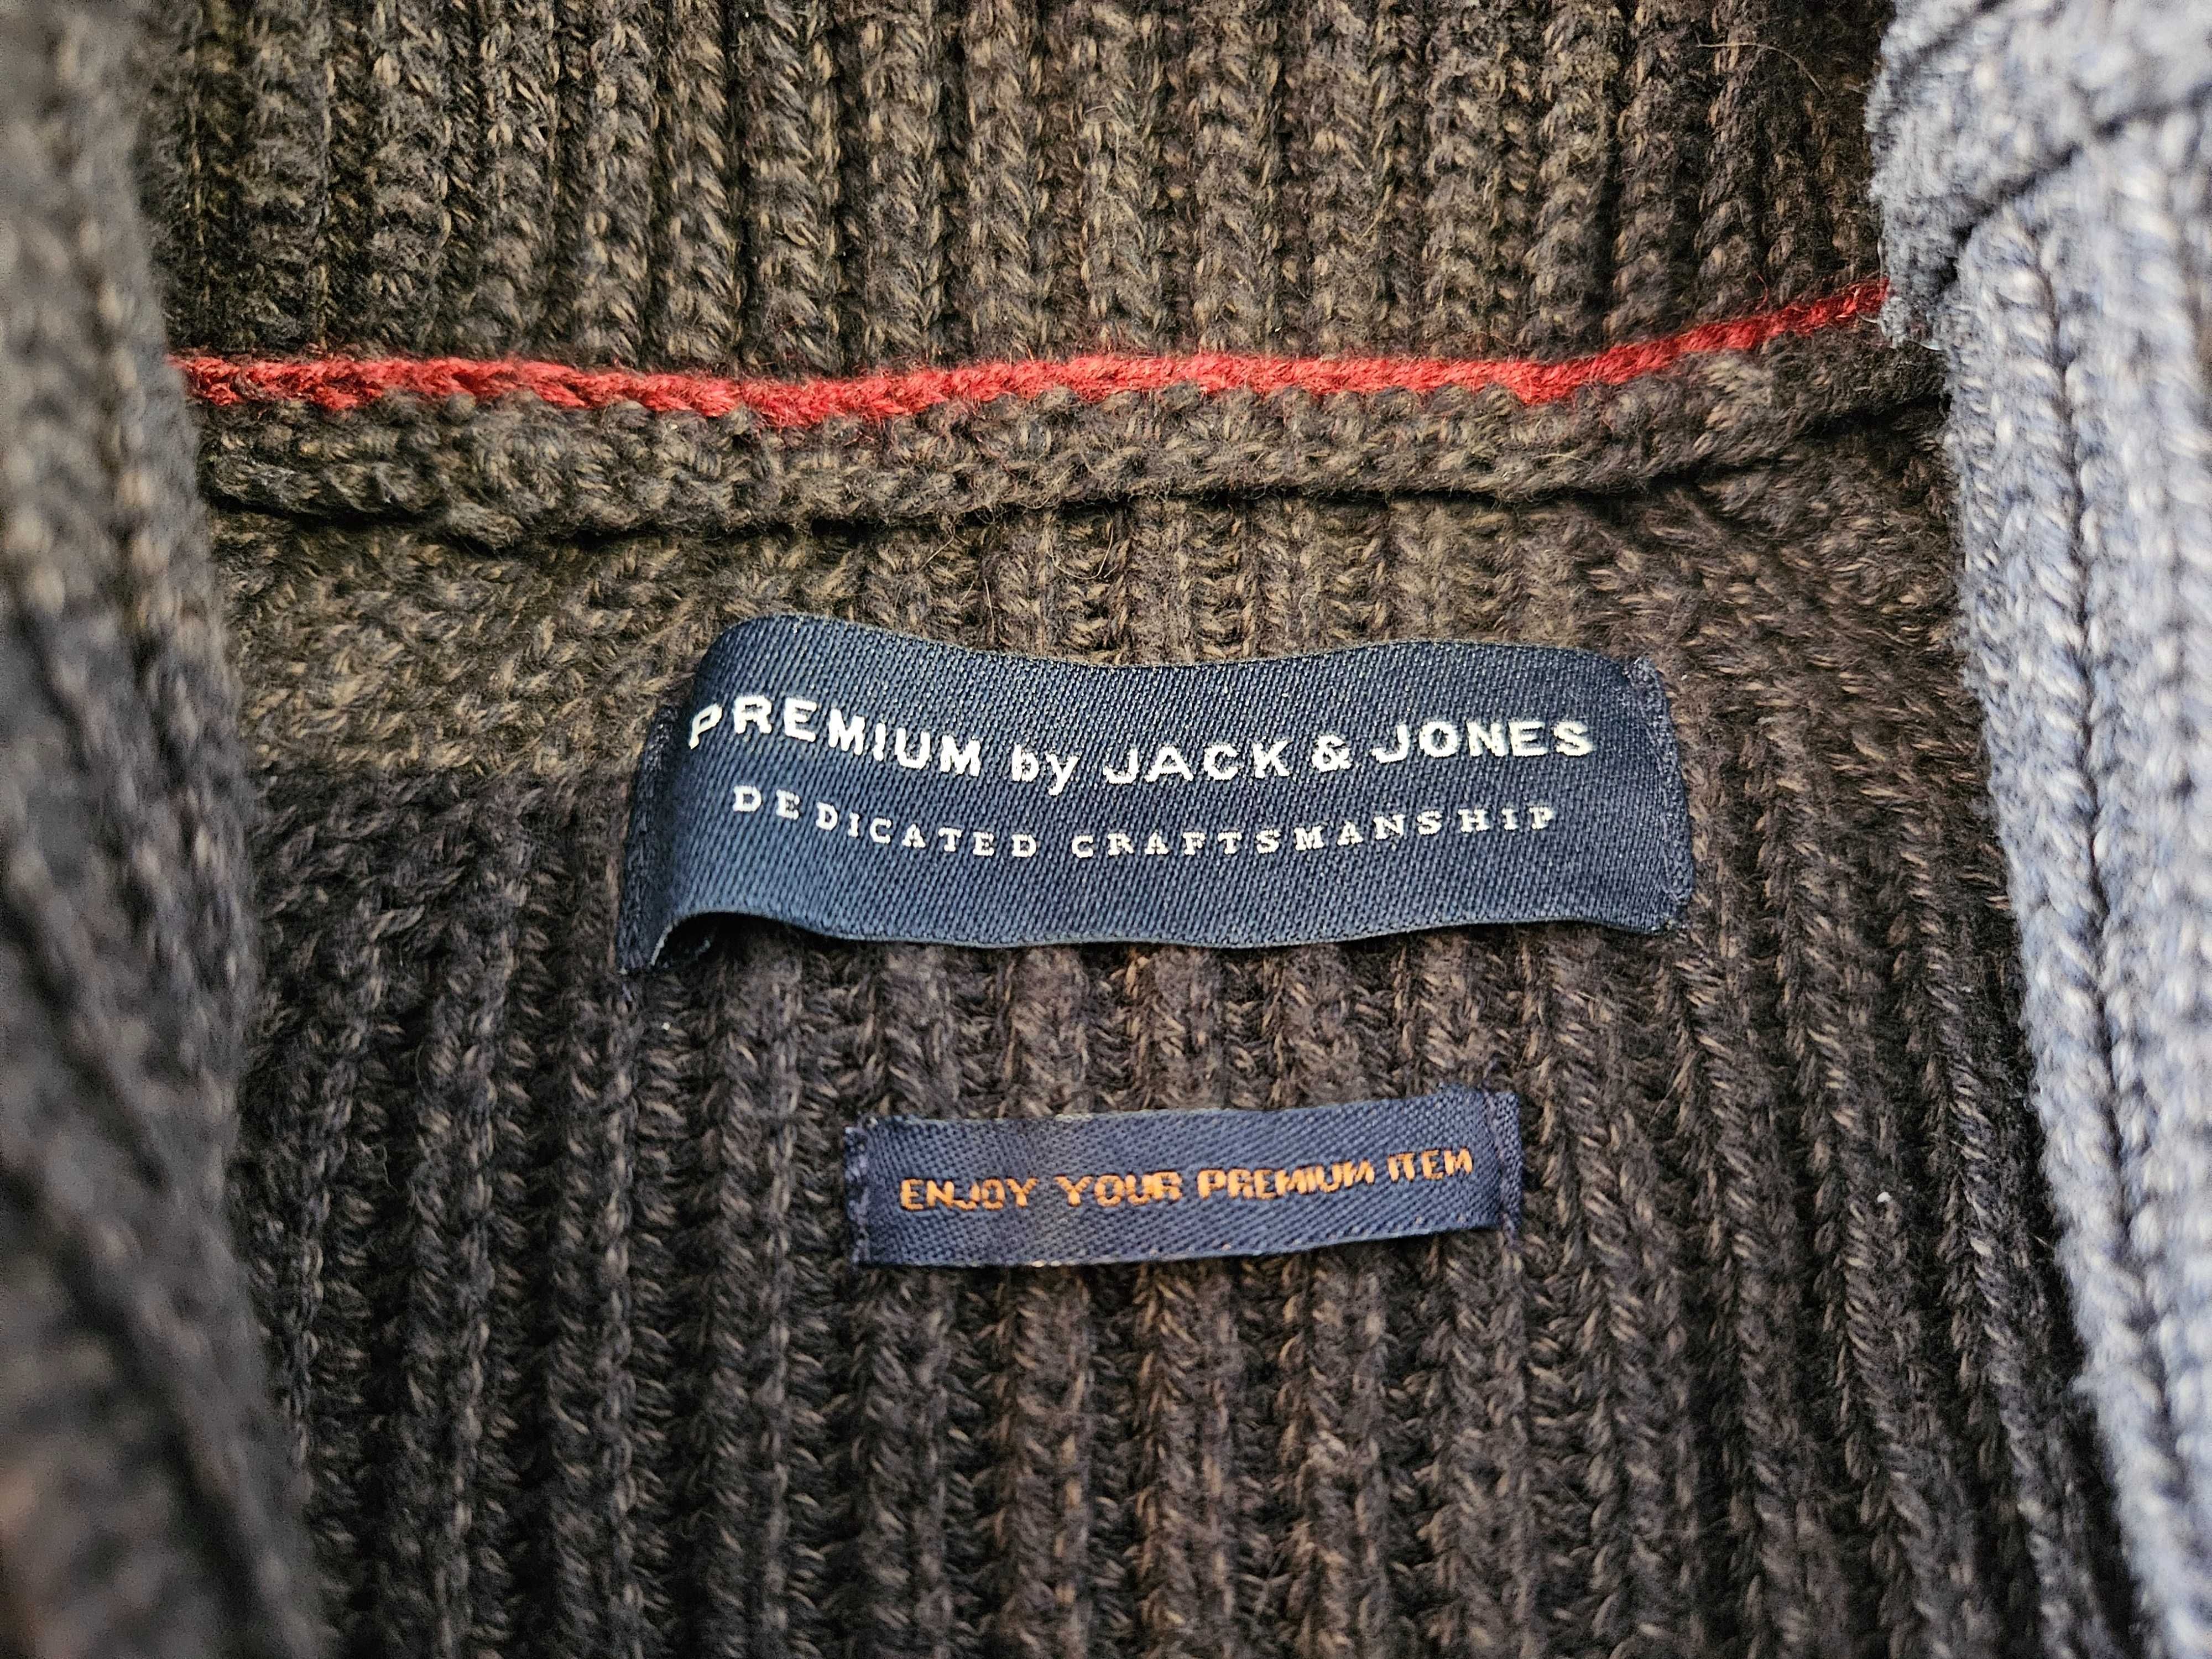 PREMIUM by JACK & JONES
DEDICATED CRAFTSMANSHIP
ENJOY YOUR PREMIUM ITEM